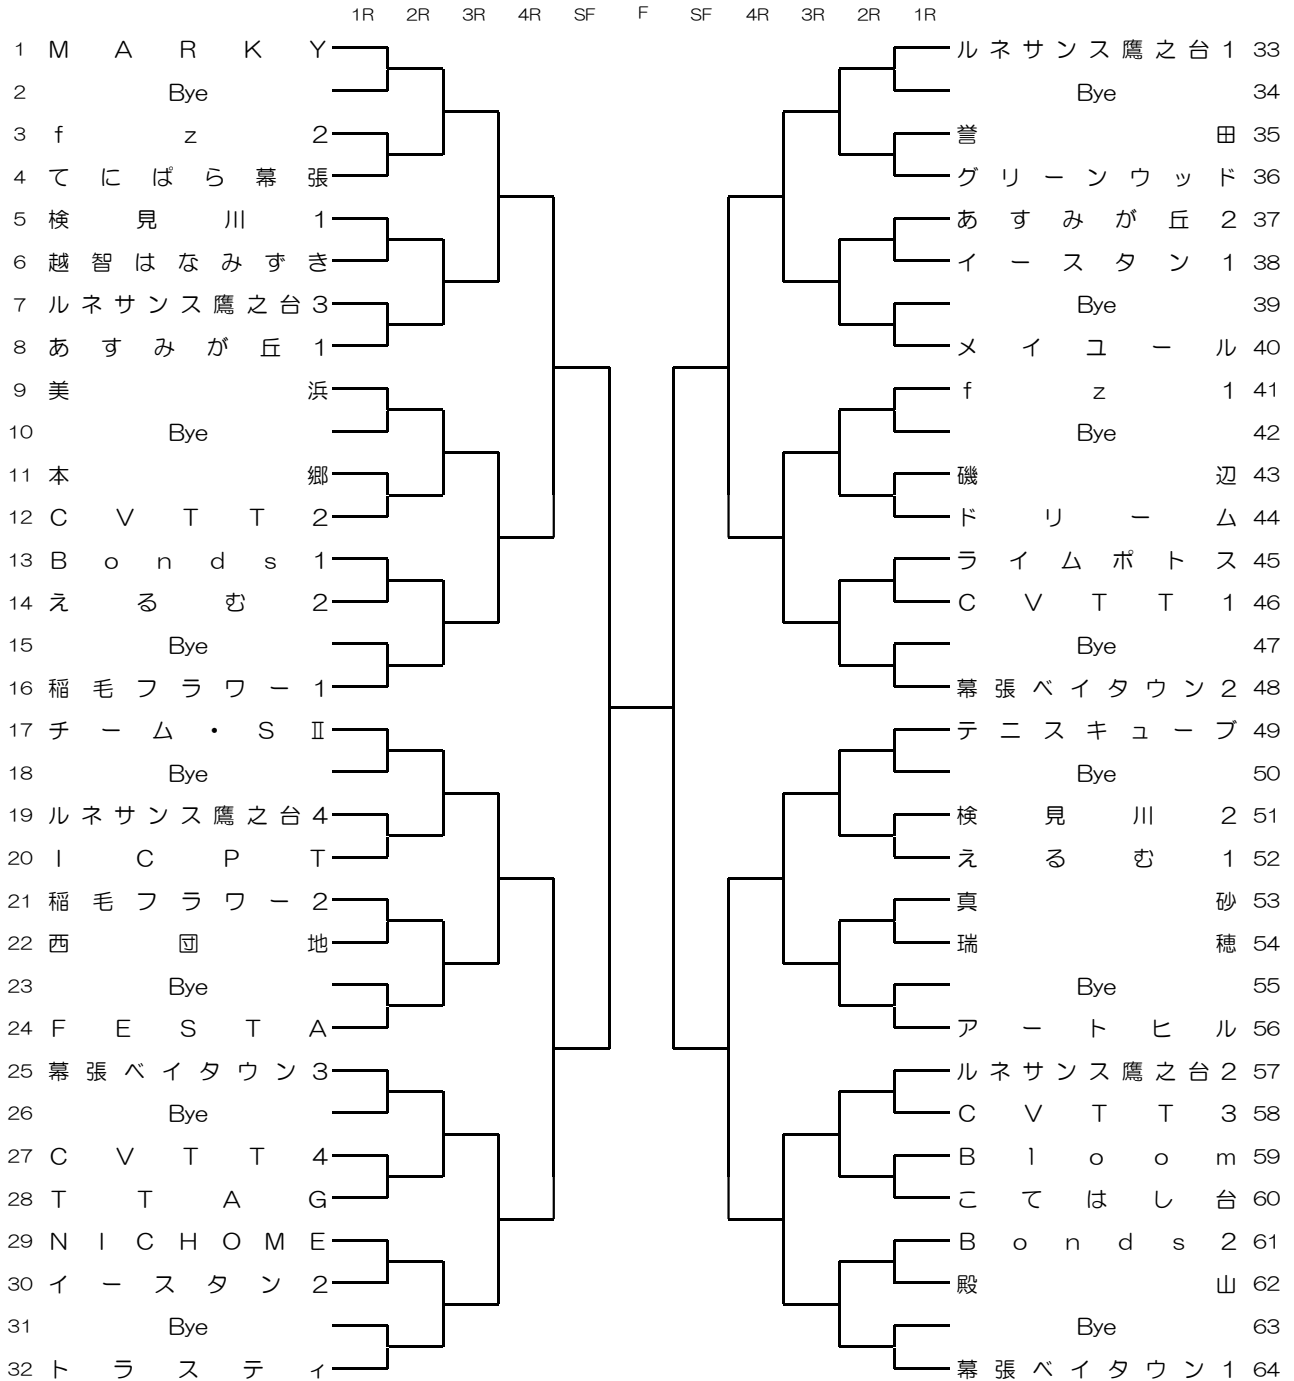 1R 2R 3R 4R SF F SF 4R 3R 2R 1R
1 MARKY ルネサンス鷹之台1 33
2 Bye Bye 34
3 fz2 誉田 35
4 てにぱら幕張 グリーンウッド 36
5 検見川1 あすみが丘2 37
6 越智はなみずき イースタン1 38
7 ルネサンス鷹之台3 Bye 39
8 あすみが丘1 メイユール 40
9 美浜 fz1 41
10 Bye Bye 42
11 本郷 磯辺 43
12 CVTT2 ドリーム 44
13 Bonds1 ライムポトス 45
14 えるむ2 CVTT1 46
15 Bye Bye 47
16 稲毛フラワー1 幕張ベイタウン2 48
17 チーム・SⅡ テニスキューブ 49
18 Bye Bye 50
19 ルネサンス鷹之台4 検見川2 51
20 ICPT えるむ1 52
21 稲毛フラワー2 真砂 53
22 西団地 瑞穂 54
23 Bye Bye 55
24 FESTA アートヒル 56
25 幕張ベイタウン3 ルネサンス鷹之台2 57
26 Bye CVTT3 58
27 CVTT4 Bloom 59
28 TTAG こてはし台 60
29 NICHOME Bonds2 61
30 イースタン2 殿山 62
31 Bye Bye 63
32 トラスティ 幕張ベイタウン1 64